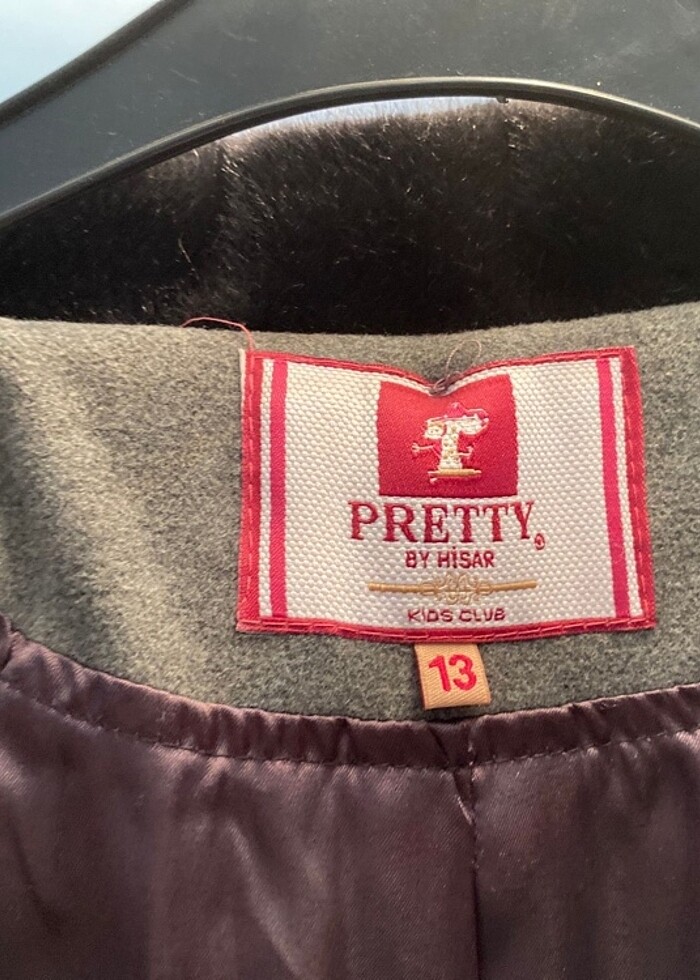 PRETTY®
BY HİSAR
KIDS CLUB
13